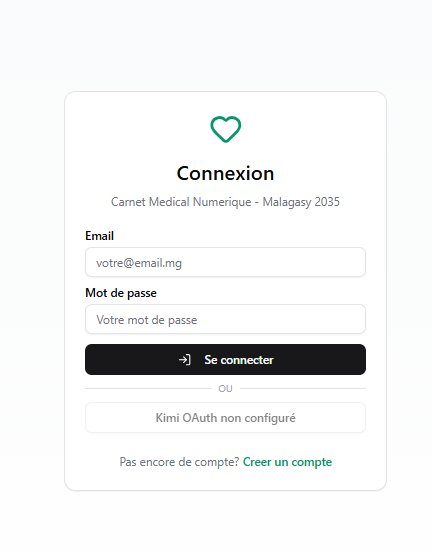 Connexion
Carnet Medical Numerique - Malagasy 2035
Email
votre@email.mg
Mot de passe
Votre mot de passe
Se connecter
OU
Kimi OAuth non configuré
Pas encore de compte? Creer un compte